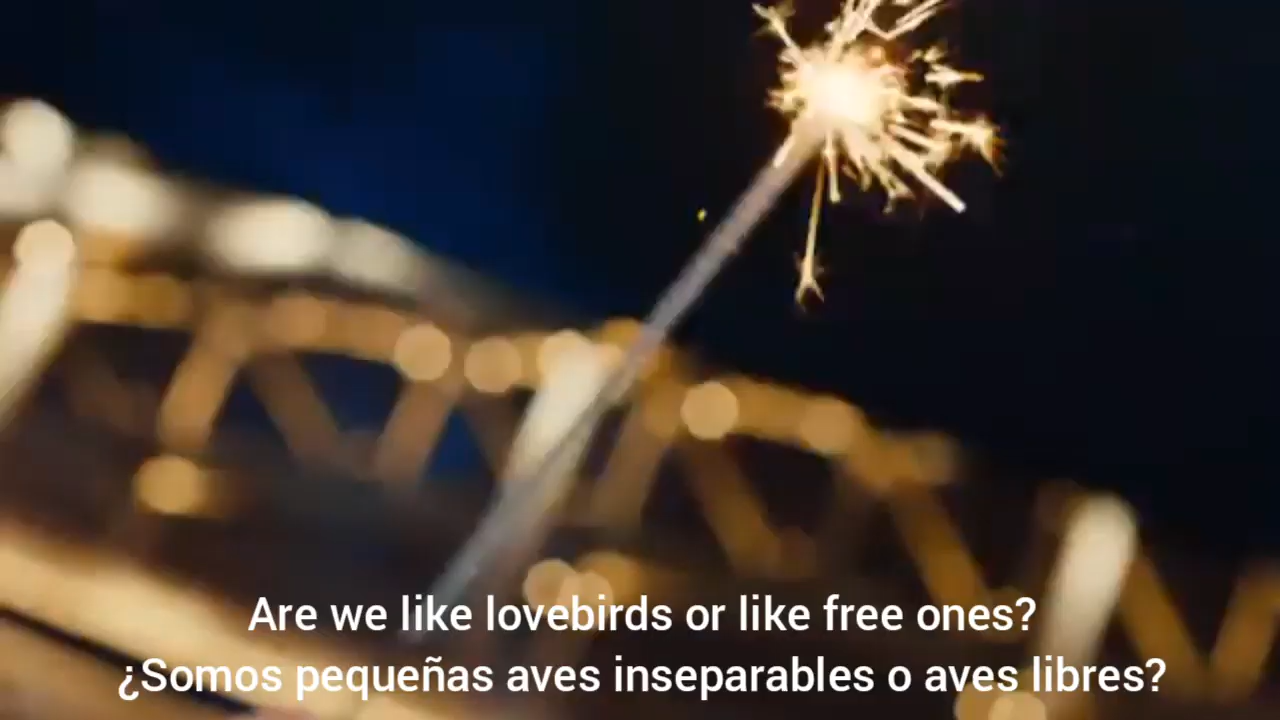 Are we like lovebirds or like free ones?
¿Somos pequeñas aves inseparables o aves libres?